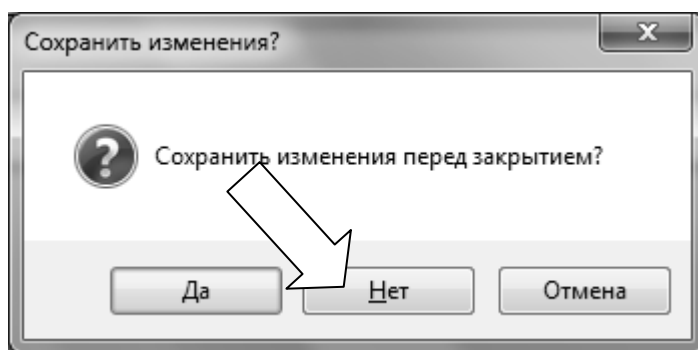 Сохранить изменения?
Сохранить изменения перед закрытием?
Да
Нет
Отмена